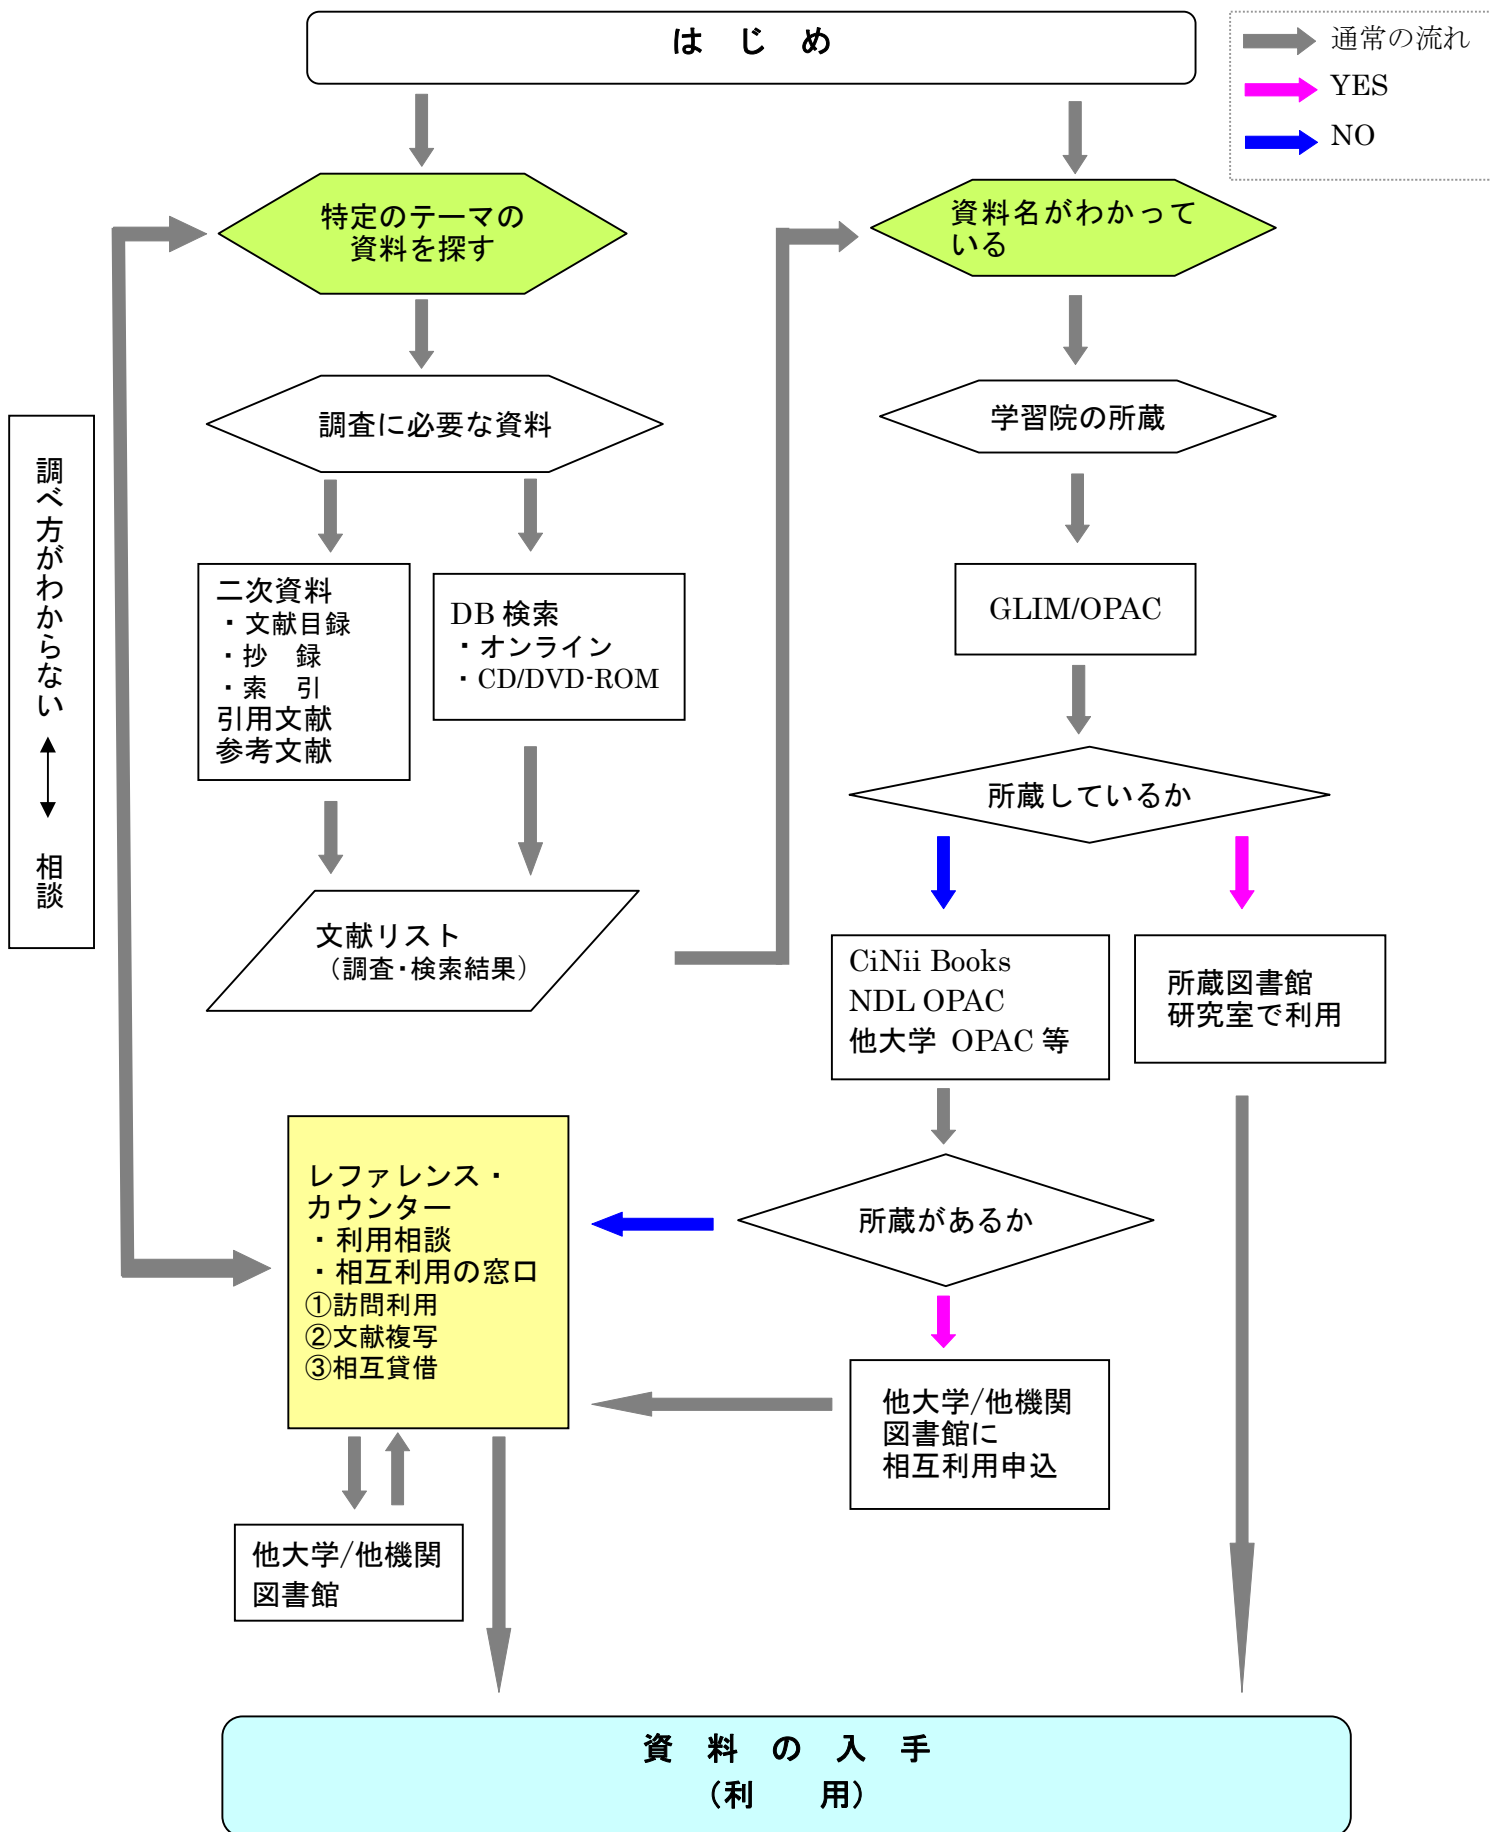 は じ め
通常の流れ
YES
NO
特定のテーマの
資料を探す
資料名がわかって
いる
調査に必要な資料
学習院の所蔵
調べ方がわからない
相談
二次資料
・文献目録
・抄 録
・索 引
引用文献
参考文献
DB 検索
・オンライン
・CD/DVD-ROM
GLIM/OPAC
所蔵しているか
文献リスト
（調査・検索結果）
CiNii Books
NDL OPAC
他大学 OPAC 等
所蔵図書館
研究室で利用
レファレンス・
カウンター
・利用相談
・相互利用の窓口
①訪問利用
②文献複写
③相互貸借
所蔵があるか
他大学/他機関
図書館に
相互利用申込
他大学/他機関
図書館
資 料 の 入 手
（利 用）